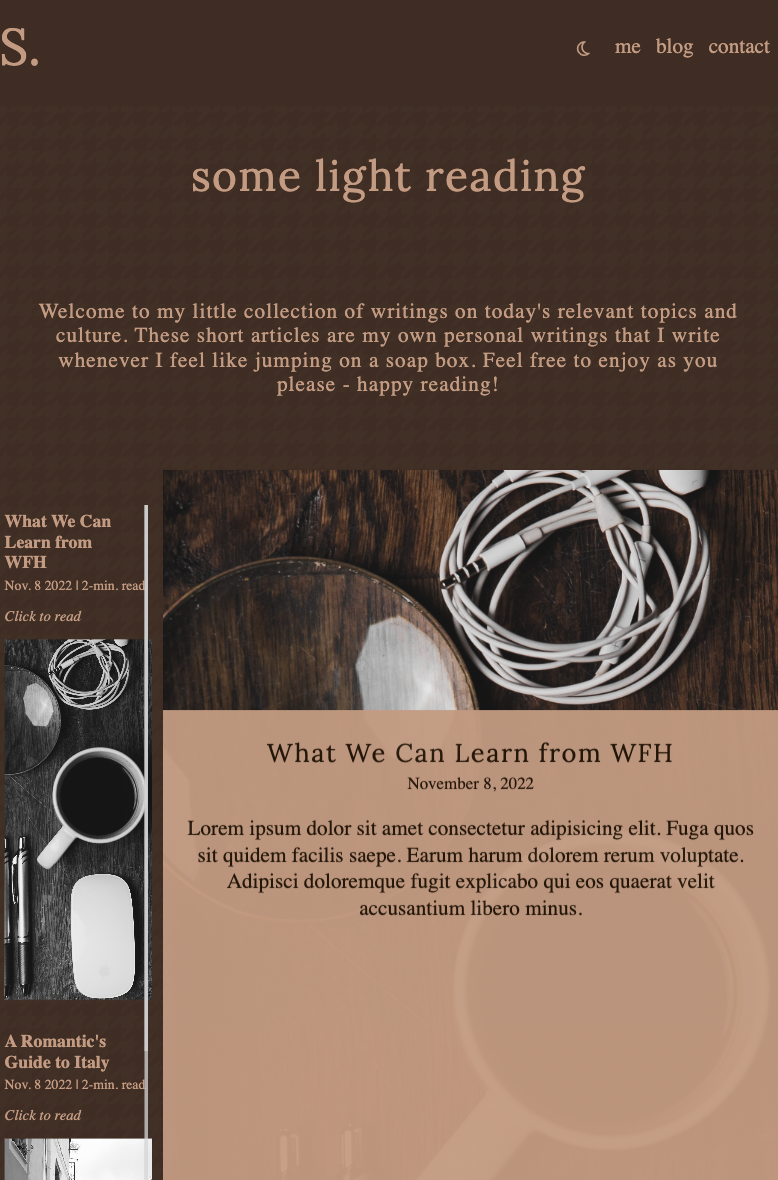 S.
me blog contact
some light reading
Welcome to my little collection of writings on today's relevant topics and
culture. These short articles are my own personal writings that I write
whenever I feel like jumping on a soap box. Feel free to enjoy as you
please - happy reading!
What We Can
Learn from
WFH
Nov. 8 2022 | 2-min. read
Click to read
A Romantic's
Guide to Italy
Nov. 8 2022 | 2-min. read
Click to read
What We Can Learn from WFH
November 8, 2022
Lorem ipsum dolor sit amet consectetur adipisicing elit. Fuga quos
sit quidem facilis saepe. Earum harum dolorem rerum voluptate.
Adipisci doloremque fugit explicabo qui eos quaerat velit
accusantium libero minus.